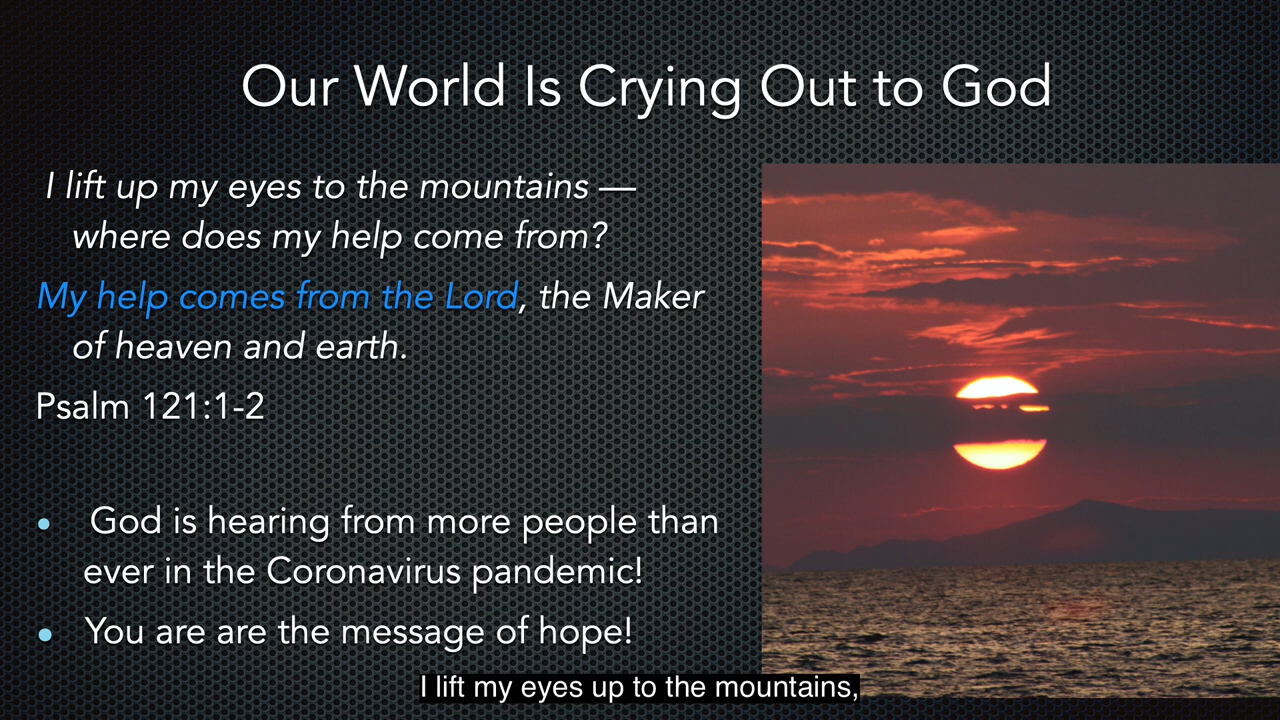 Our World Is Crying Out to God
I lift up my eyes to the mountains —
where does my help come from?
My help comes from the Lord, the Maker
of heaven and earth.
Psalm 121:1-2
• God is hearing from more people than
ever in the Coronavirus pandemic!
• You are are the message of hope!
I lift my eyes up to the mountains,